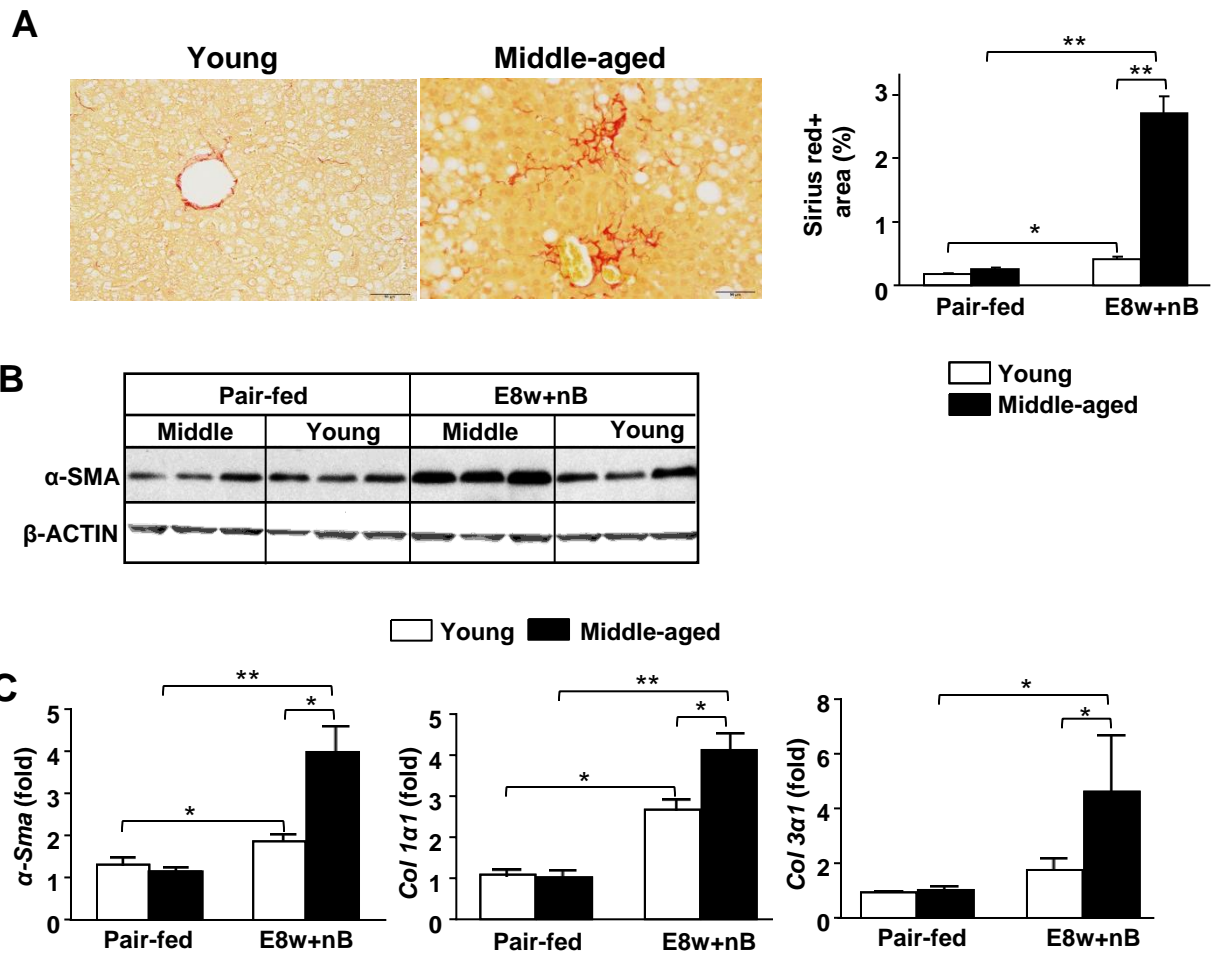 A
Young
Middle-aged
**
**
*
3
2
1
0
Sirius red+
area (%)
Pair-fed
E8w+nB
Young
Middle-aged
B
Pair-fed
E8w+nB
Middle
Young
Middle
Young
α-SMA
β-ACTIN
Young
Middle-aged
C
**
*
*
5
4
3
2
1
0
α-Sma (fold)
Pair-fed
E8w+nB
**
*
*
5
4
3
2
1
0
Col 1α1 (fold)
Pair-fed
E8w+nB
*
*
8
6
4
2
0
Col 3α1 (fold)
Pair-fed
E8w+nB